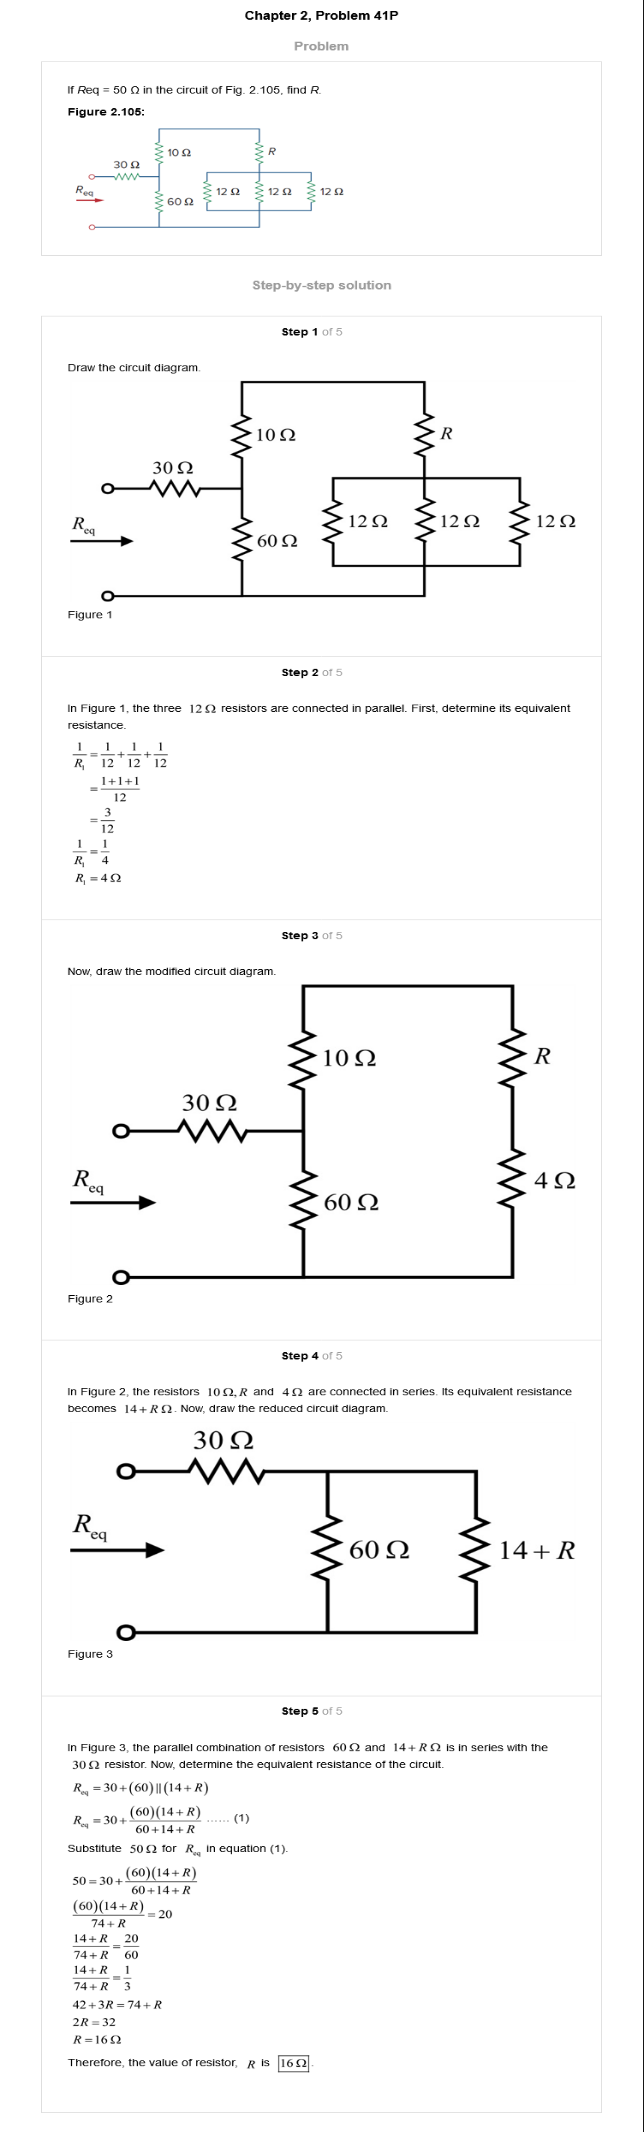 Chapter 2, Problem 41P
Problem
If Req = 50 Ω in the circuit of Fig. 2.105, find R.
Figure 2.105:
10 Ω
R
30 Ω
Req
12 Ω
12 Ω
12 Ω
60 Ω
Step-by-step solution
Step 1 of 5
Draw the circuit diagram.
10 Ω
R
30 Ω
Req
12 Ω
12 Ω
12 Ω
60 Ω
Figure 1
Step 2 of 5
In Figure 1, the three 12 Ω resistors are connected in parallel. First, determine its equivalent
resistance.
1/R₁ = 1/12 + 1/12 + 1/12
= (1+1+1)/12
= 3/12
1/R₁ = 1/4
R₁ = 4 Ω
Step 3 of 5
Now, draw the modified circuit diagram.
10 Ω
R
30 Ω
Req
4 Ω
60 Ω
Figure 2
Step 4 of 5
In Figure 2, the resistors 10 Ω, R and 4 Ω are connected in series. Its equivalent resistance
becomes 14 + R Ω. Now, draw the reduced circuit diagram.
30 Ω
Req
60 Ω
14 + R
Figure 3
Step 5 of 5
In Figure 3, the parallel combination of resistors 60 Ω and 14 + R Ω is in series with the
30 Ω resistor. Now, determine the equivalent resistance of the circuit.
Req = 30 + (60) || (14 + R)
Req = 30 + (60)(14 + R)/(60 + 14 + R) ...... (1)
Substitute 50 Ω for Req in equation (1).
50 = 30 + (60)(14 + R)/(60 + 14 + R)
(60)(14 + R)/(74 + R) = 20
(14 + R)/(74 + R) = 20/60
(14 + R)/(74 + R) = 1/3
42 + 3R = 74 + R
2R = 32
R = 16 Ω
Therefore, the value of resistor, R is 16 Ω.